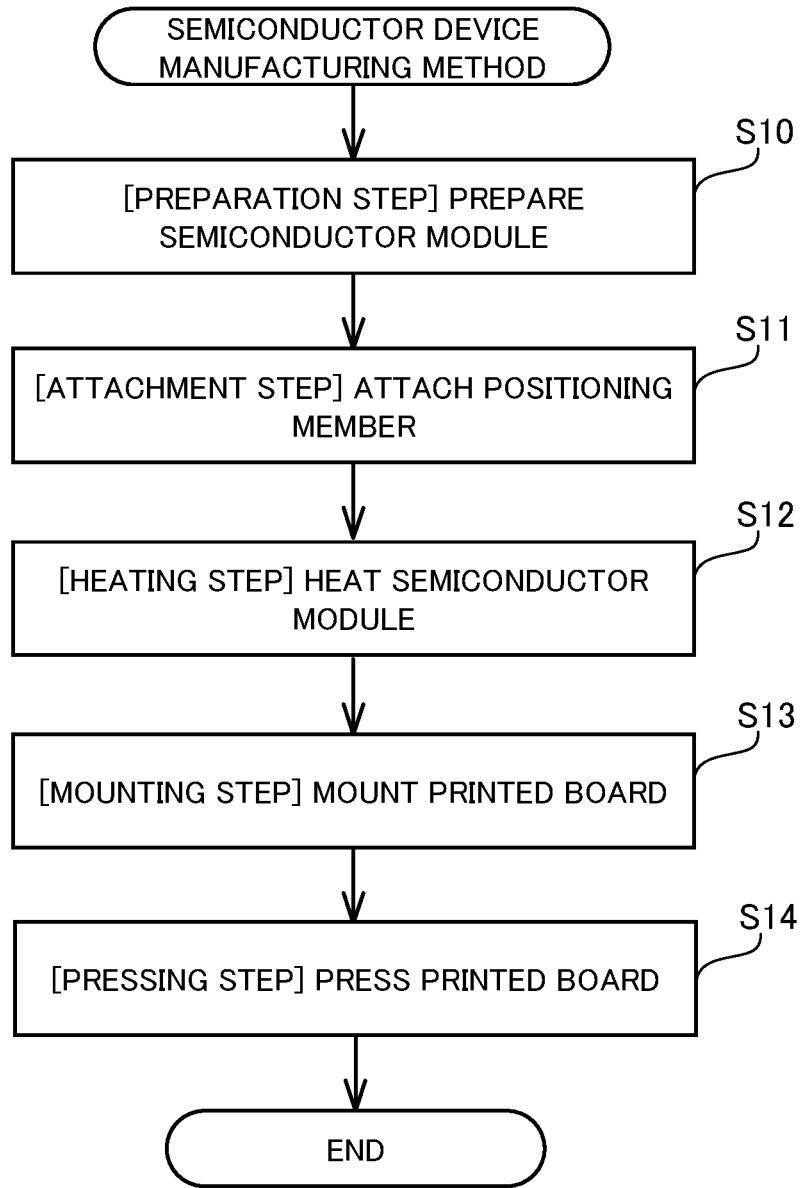 SEMICONDUCTOR DEVICE
MANUFACTURING METHOD
S10
[PREPARATION STEP] PREPARE
SEMICONDUCTOR MODULE
S11
[ATTACHMENT STEP] ATTACH POSITIONING
MEMBER
S12
[HEATING STEP] HEAT SEMICONDUCTOR
MODULE
S13
[MOUNTING STEP] MOUNT PRINTED BOARD
S14
[PRESSING STEP] PRESS PRINTED BOARD
END